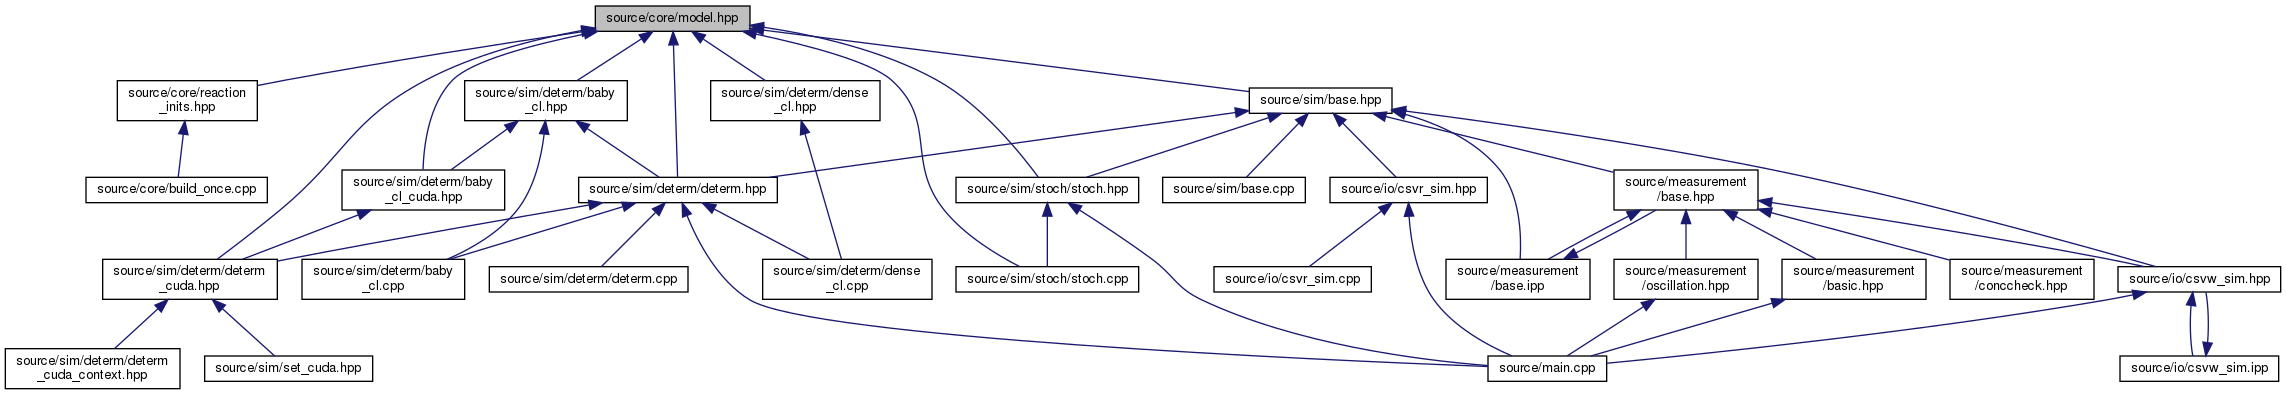 source/core/model.hpp
source/core/reaction
_inits.hpp
source/sim/determ/baby
_cl.hpp
source/sim/determ/dense
_cl.hpp
source/sim/base.hpp
source/core/build_once.cpp
source/sim/determ/baby
_cl_cuda.hpp
source/sim/determ/determ.hpp
source/sim/stoch/stoch.hpp
source/sim/base.cpp
source/io/csvr_sim.hpp
source/measurement
/base.hpp
source/sim/determ/determ
_cuda.hpp
source/sim/determ/baby
_cl.cpp
source/sim/determ/determ.cpp
source/sim/determ/dense
_cl.cpp
source/sim/stoch/stoch.cpp
source/io/csvr_sim.cpp
source/measurement
/base.ipp
source/measurement
/oscillation.hpp
source/measurement
/basic.hpp
source/measurement
/conccheck.hpp
source/io/csvw_sim.hpp
source/sim/determ/determ
_cuda_context.hpp
source/sim/set_cuda.hpp
source/main.cpp
source/io/csvw_sim.ipp